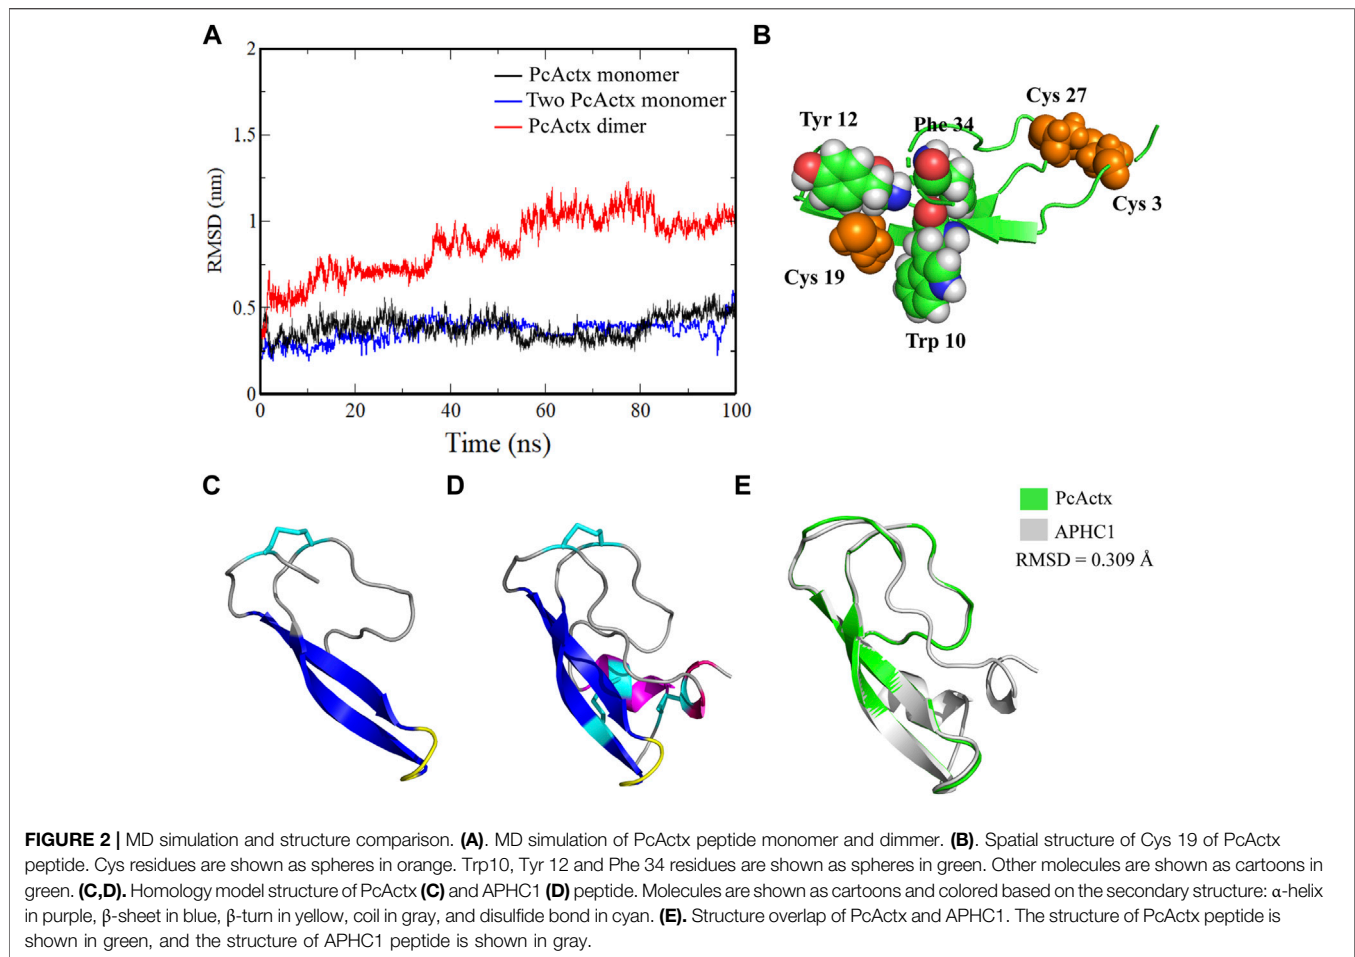 A
2
1.5
1
0.5
0
RMSD (nm)
PcActx monomer
Two PcActx monomer
PcActx dimer
0 20 40 60 80 100
Time (ns)
B
Cys 27
Tyr 12
Phe 34
Cys 3
Cys 19
Trp 10
C
D
E
PcActx
APHC1
RMSD = 0.309 Å
FIGURE 2 | MD simulation and structure comparison. (A). MD simulation of PcActx peptide monomer and dimmer. (B). Spatial structure of Cys 19 of PcActx
peptide. Cys residues are shown as spheres in orange. Trp10, Tyr 12 and Phe 34 residues are shown as spheres in green. Other molecules are shown as cartoons in
green. (C,D). Homology model structure of PcActx (C) and APHC1 (D) peptide. Molecules are shown as cartoons and colored based on the secondary structure: α-helix
in purple, β-sheet in blue, β-turn in yellow, coil in gray, and disulfide bond in cyan. (E). Structure overlap of PcActx and APHC1. The structure of PcActx peptide is
shown in green, and the structure of APHC1 peptide is shown in gray.